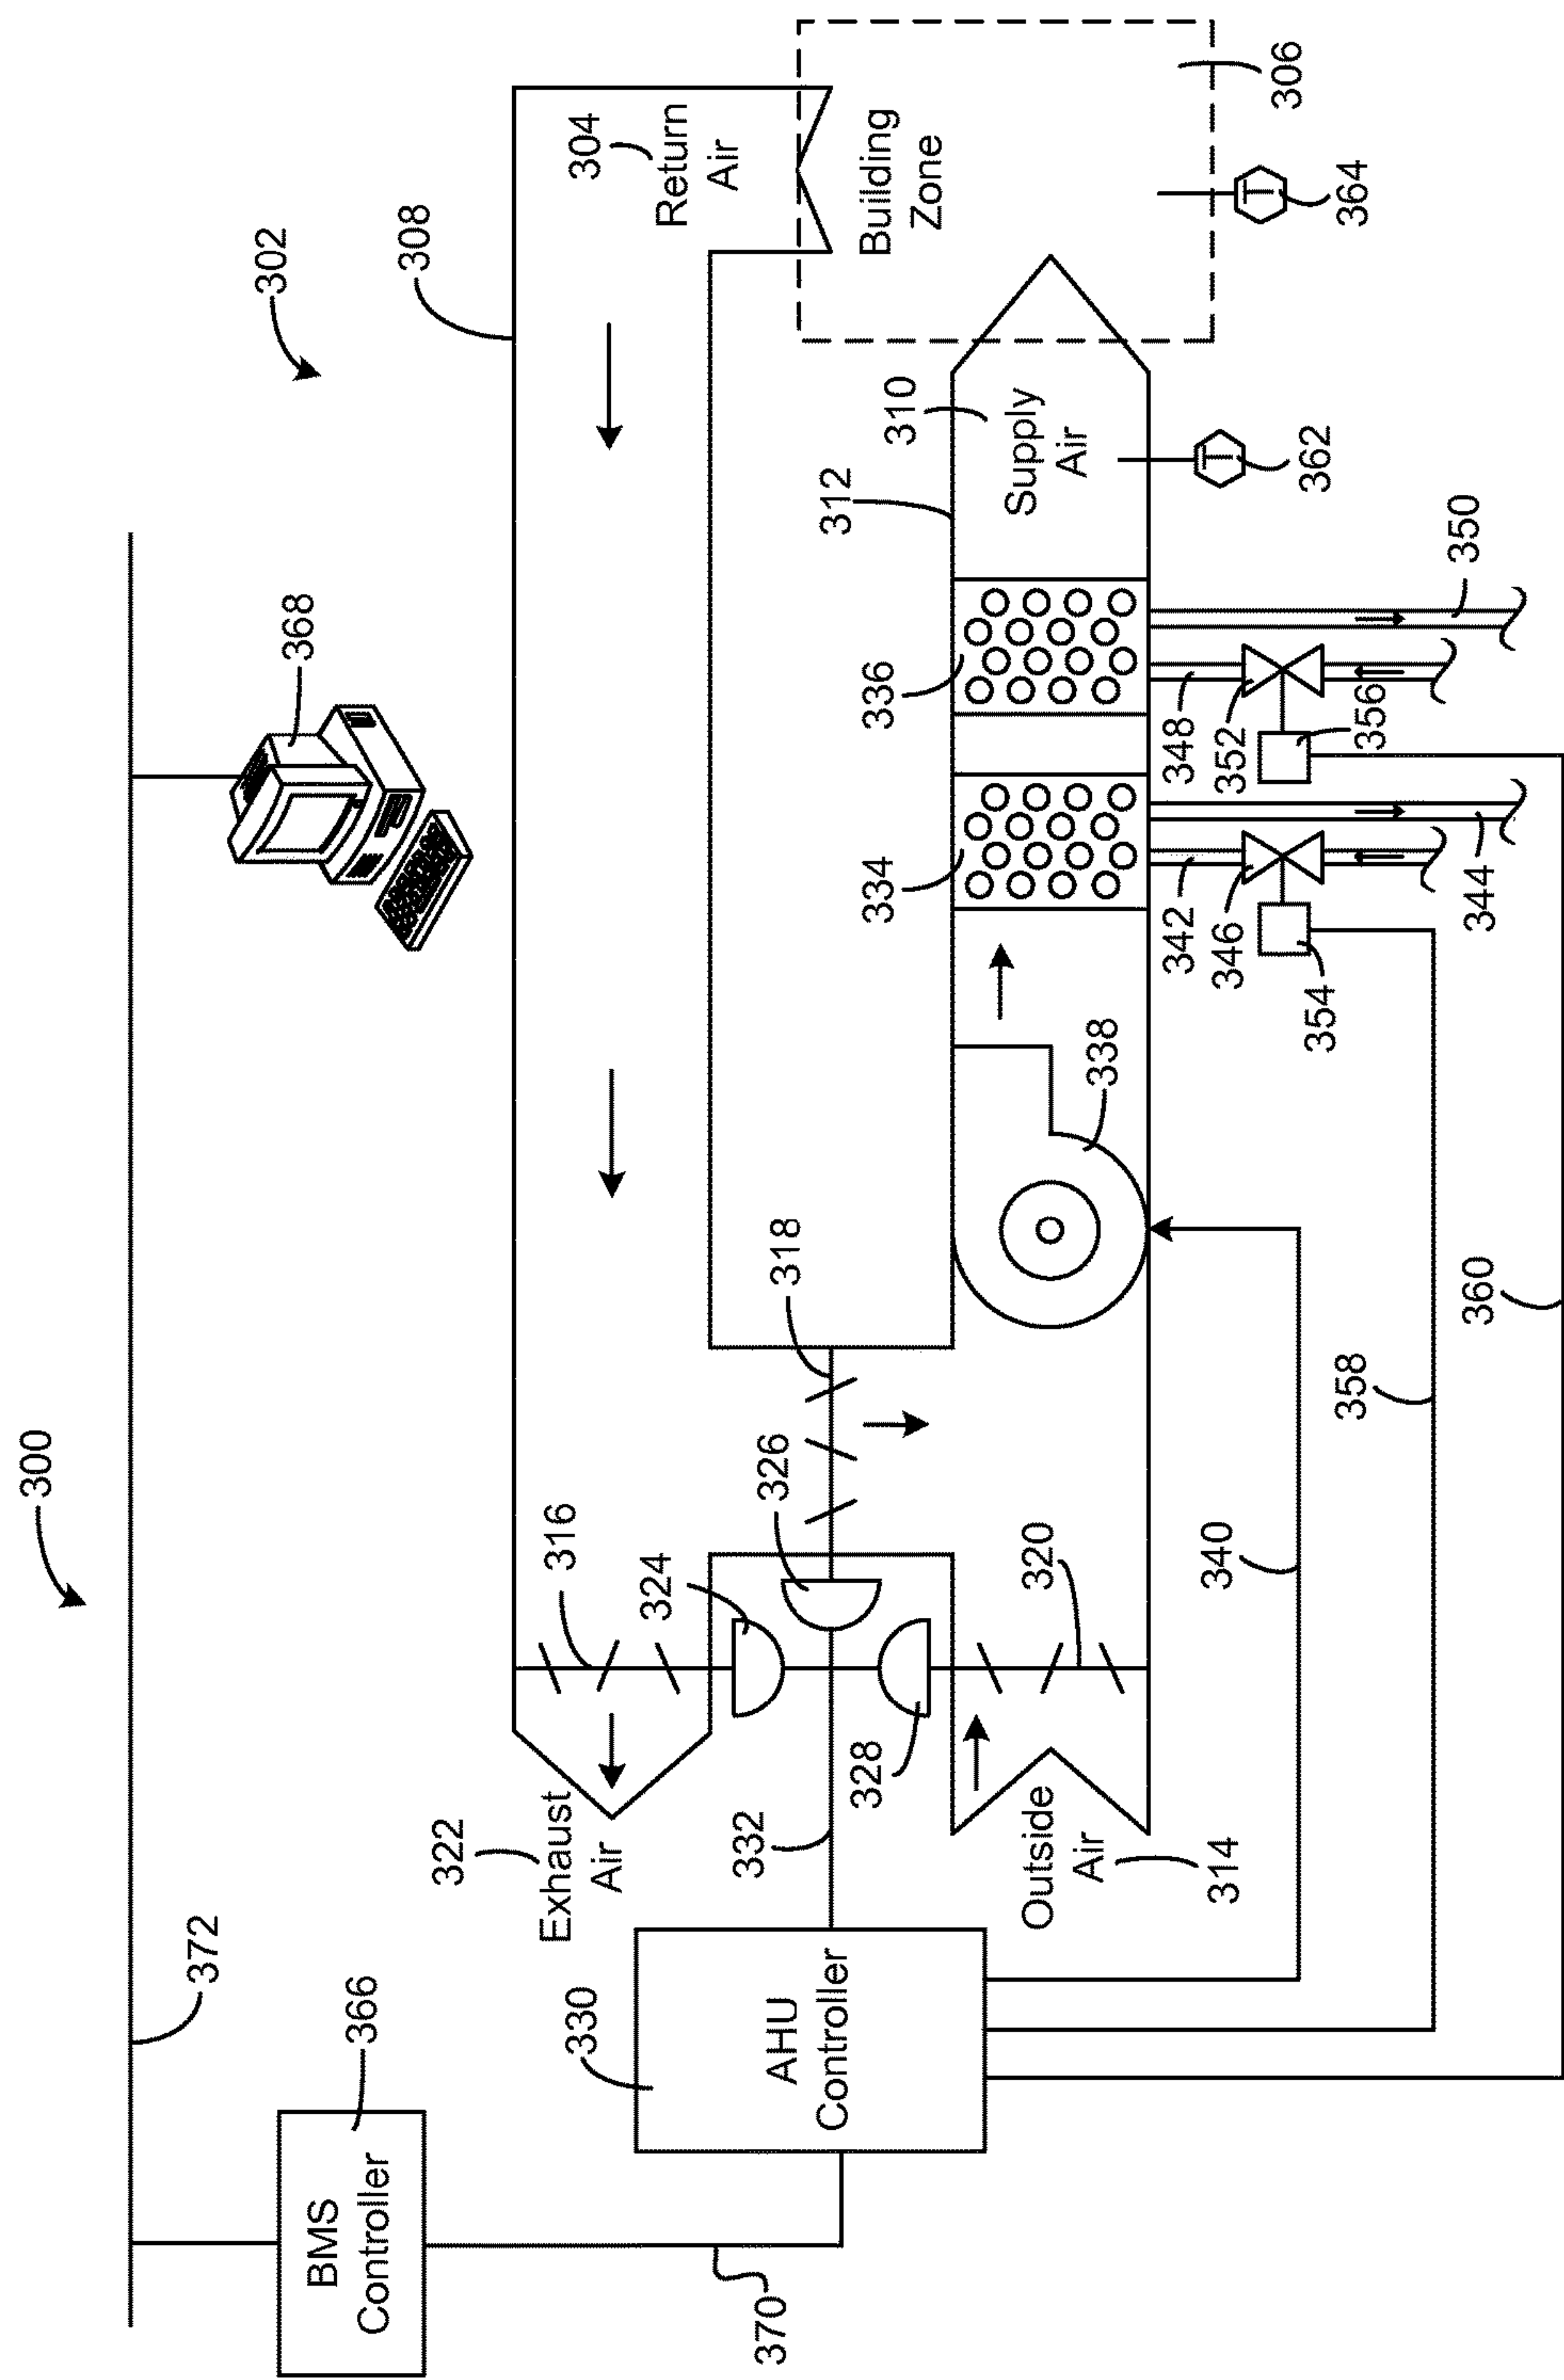 300
372
BMS
Controller
366
370
368
302
308
304
Return
Air
Building
Zone
306
364
322
Exhaust
Air
316
324
326
318
332
328
330
AHU
Controller
Outside
Air
314
320
338
334
336
312
310
Supply
Air
T
362
T
342
346
354
344
348
352
356
350
340
358
360